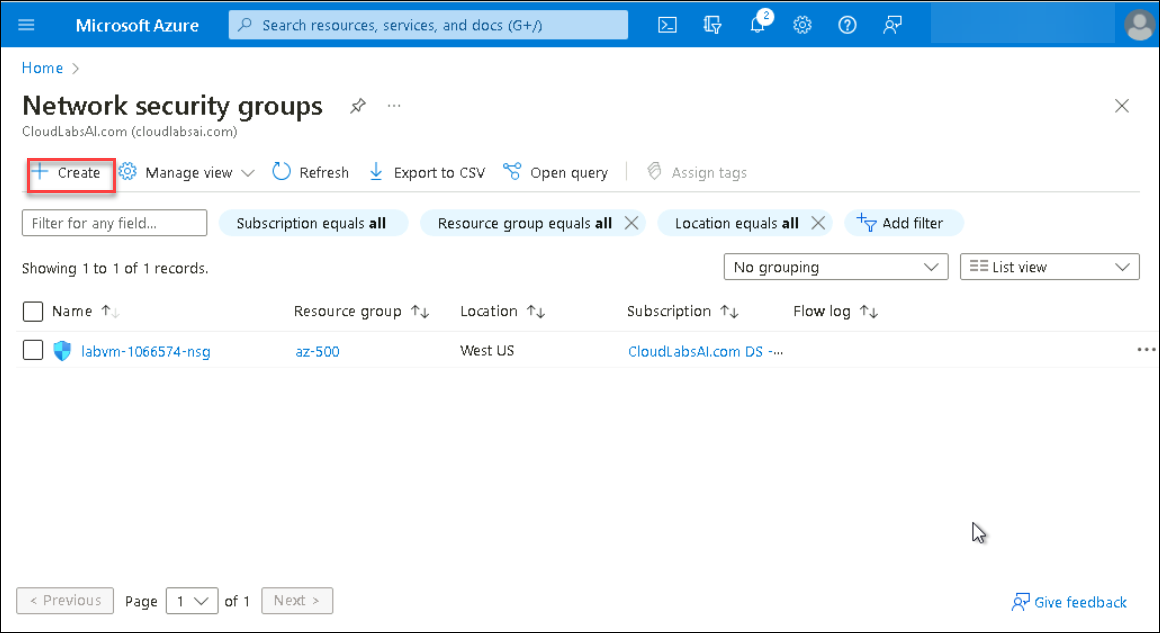 Microsoft Azure Search resources, services, and docs (G+/) 2
Home >
Network security groups ...
CloudLabsAI.com (cloudlabsai.com)
+ Create Manage view Refresh Export to CSV Open query Assign tags
Filter for any field... Subscription equals all Resource group equals all Location equals all Add filter
Showing 1 to 1 of 1 records. No grouping List view
Name Resource group Location Subscription Flow log
labvm-1066574-nsg az-500 West US CloudLabsAI.com DS -... ...
< Previous Page 1 of 1 Next > Give feedback